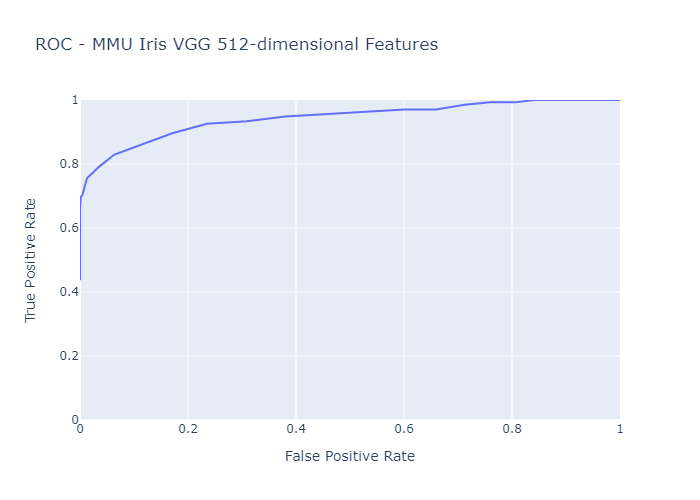 ROC - MMU Iris VGG 512-dimensional Features
True Positive Rate
1
0.8
0.6
0.4
0.2
0
0 0.2 0.4 0.6 0.8 1
False Positive Rate